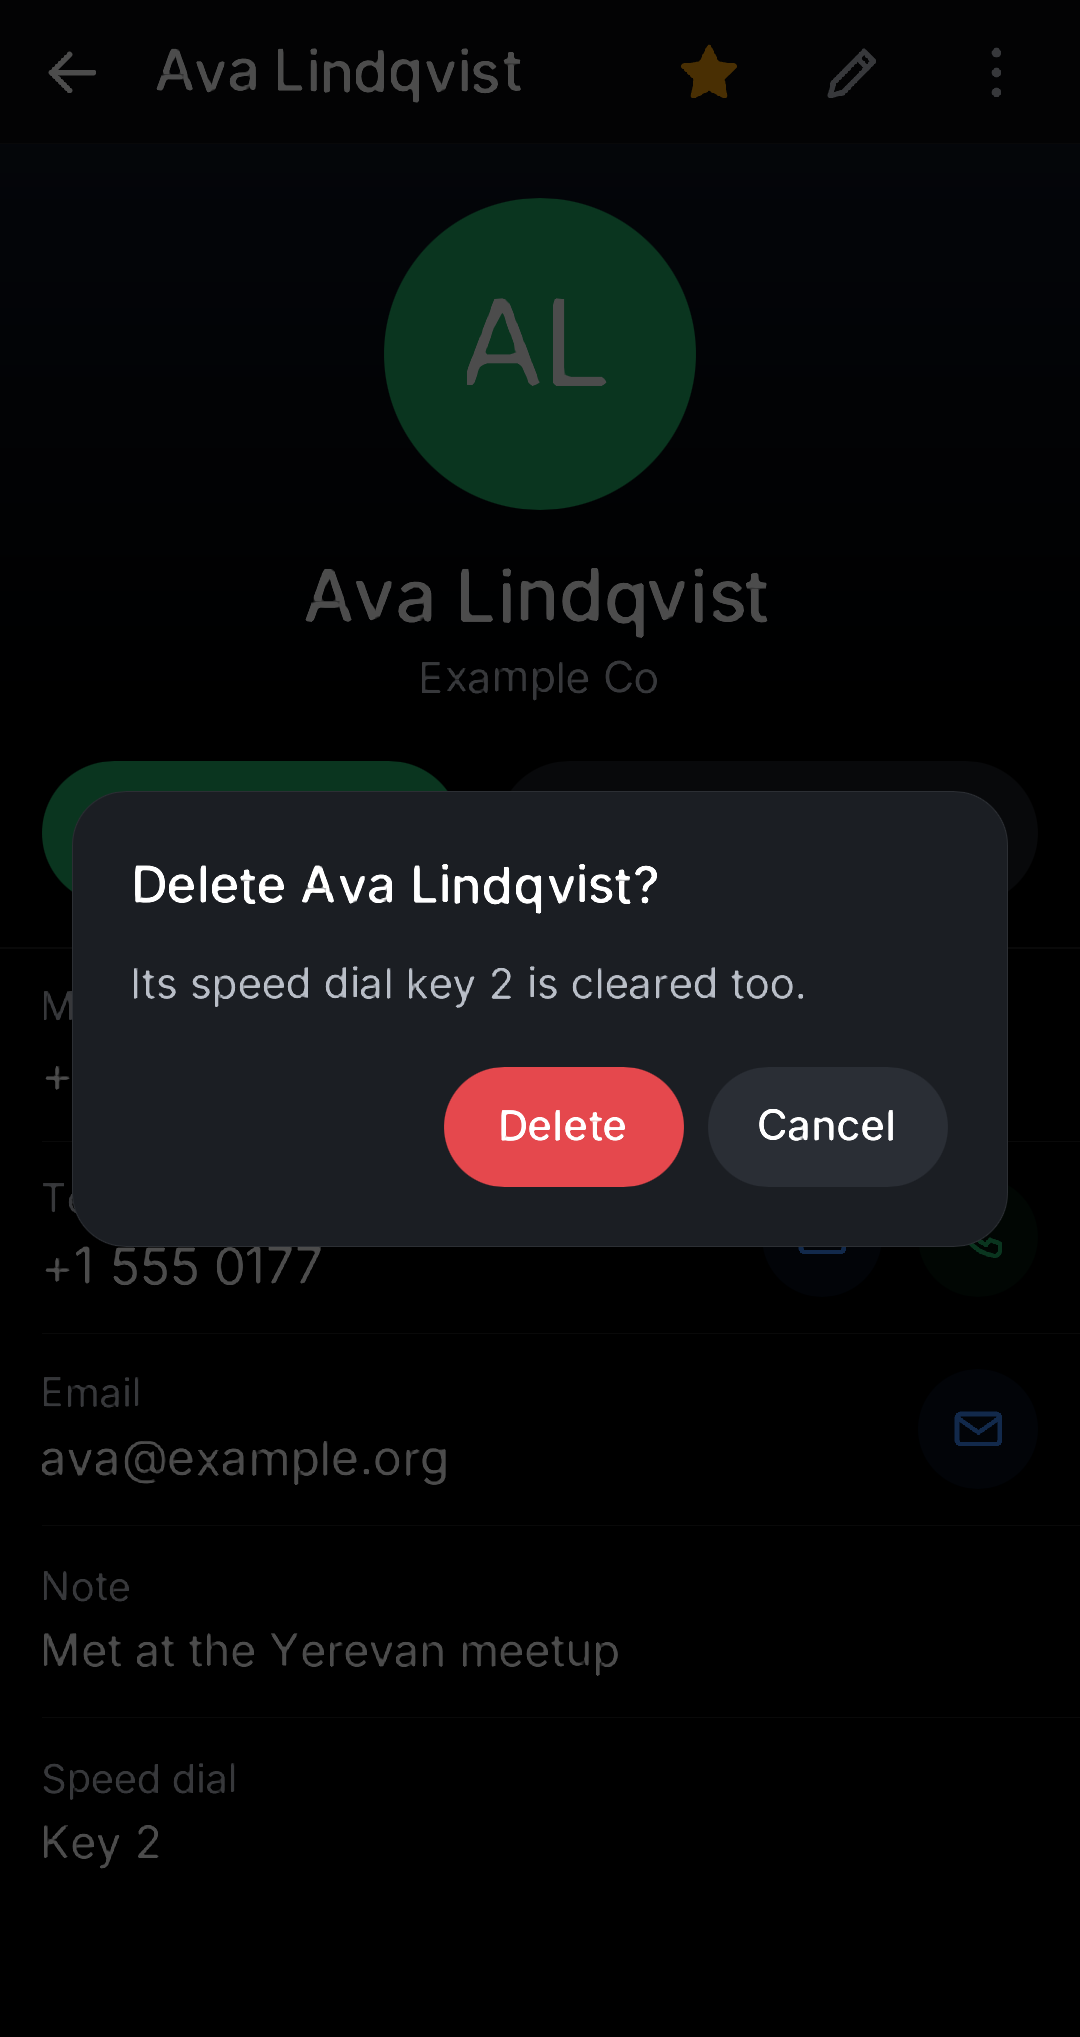 Ava Lindqvist
AL
Ava Lindqvist
Example Co
Delete Ava Lindqvist?
Its speed dial key 2 is cleared too.
Delete
Cancel
+1 555 0177
Email
ava@example.org
Note
Met at the Yerevan meetup
Speed dial
Key 2